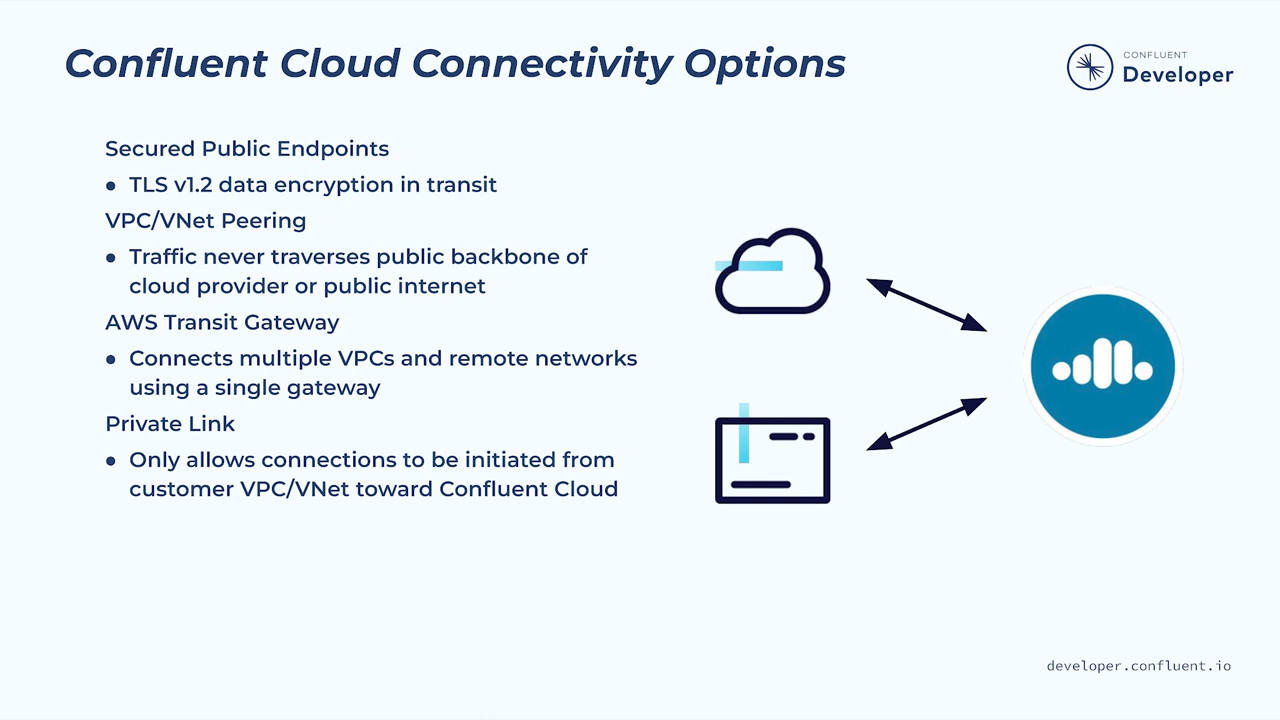 Confluent Cloud Connectivity Options
CONFLUENT
Developer
Secured Public Endpoints
● TLS v1.2 data encryption in transit
VPC/VNet Peering
● Traffic never traverses public backbone of
cloud provider or public internet
AWS Transit Gateway
● Connects multiple VPCs and remote networks
using a single gateway
Private Link
● Only allows connections to be initiated from
customer VPC/VNet toward Confluent Cloud
developer.confluent.io